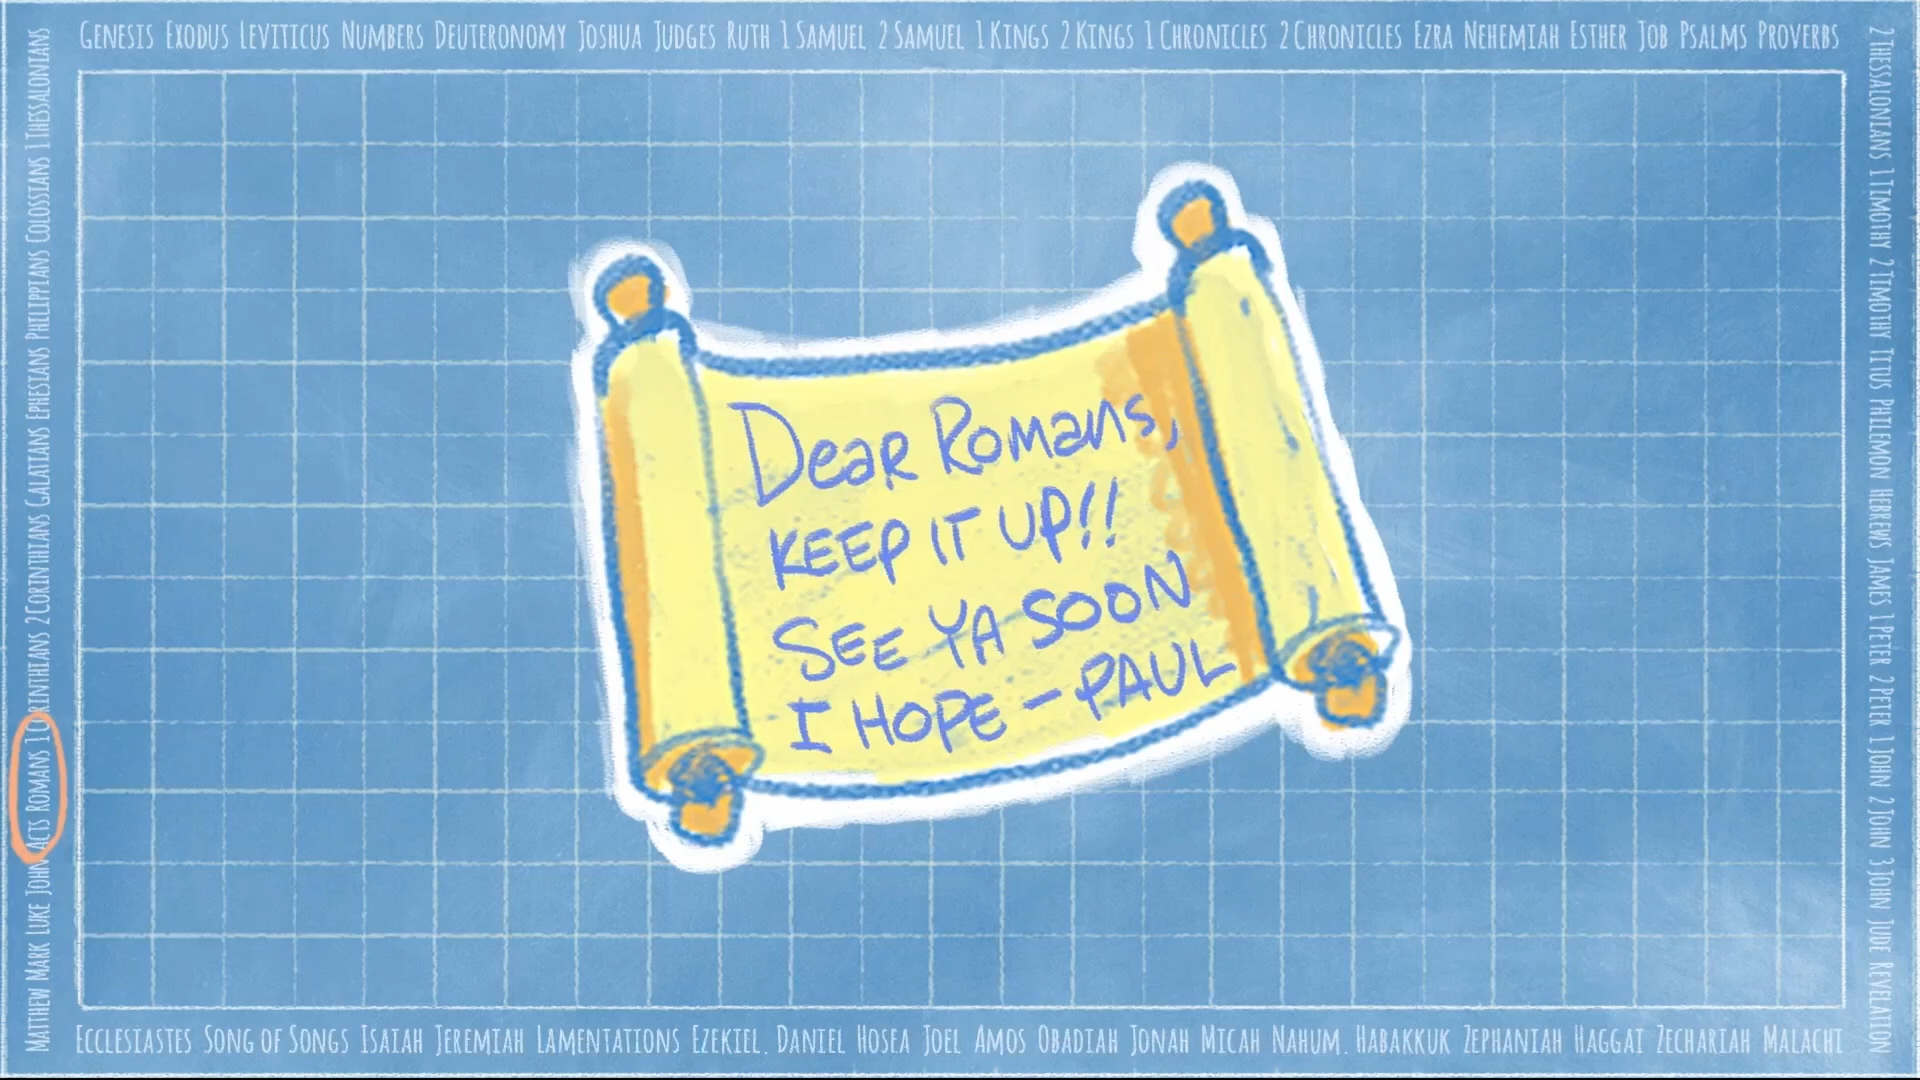 Genesis Exodus Leviticus Numbers Deuteronomy Joshua Judges Ruth 1 Samuel 2 Samuel 1 Kings 2 Kings 1 Chronicles 2 Chronicles Ezra Nehemiah Esther Job Psalms Proverbs
Dear Romans,
KEEP IT UP!!
SEE YA SOON
I HOPE – PAUL
Ecclesiastes Song of Songs Isaiah Jeremiah Lamentations Ezekiel. Daniel Hosea Joel Amos Obadiah Jonah Micah Nahum. Habakkuk Zephaniah Haggai Zechariah Malachi
Matthew Mark Luke John Acts Romans 1 Corinthians 2 Corinthians Galatians Ephesians Philippians Colossians 1 Thessalonians
2 Thessalonians 1 Timothy 2 Timothy Titus Philemon Hebrews James 1 Peter 2 Peter 1 John 2 John 3 John Jude Revelation